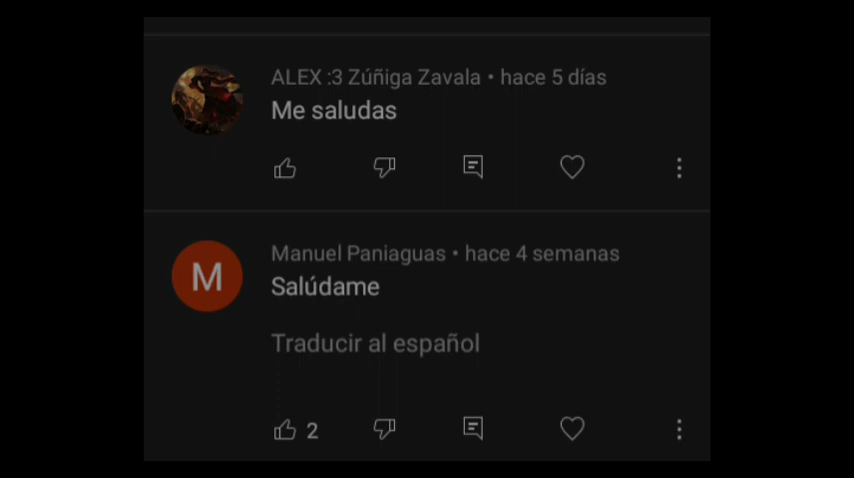 ALEX :3 Zúñiga Zavala • hace 5 días
Me saludas
M
Manuel Paniaguas • hace 4 semanas
Salúdame
Traducir al español
2